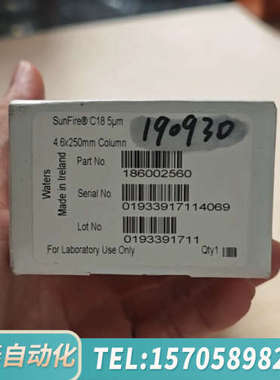 SunFire® C18 5µm
190930
4.6x250mm Column
Part No
186002560
Serial No
01933917114069
Lot No
0193391711
For Laboratory Use Only
Qty1
Waters
Made in Ireland
自动化
TEL:157058982